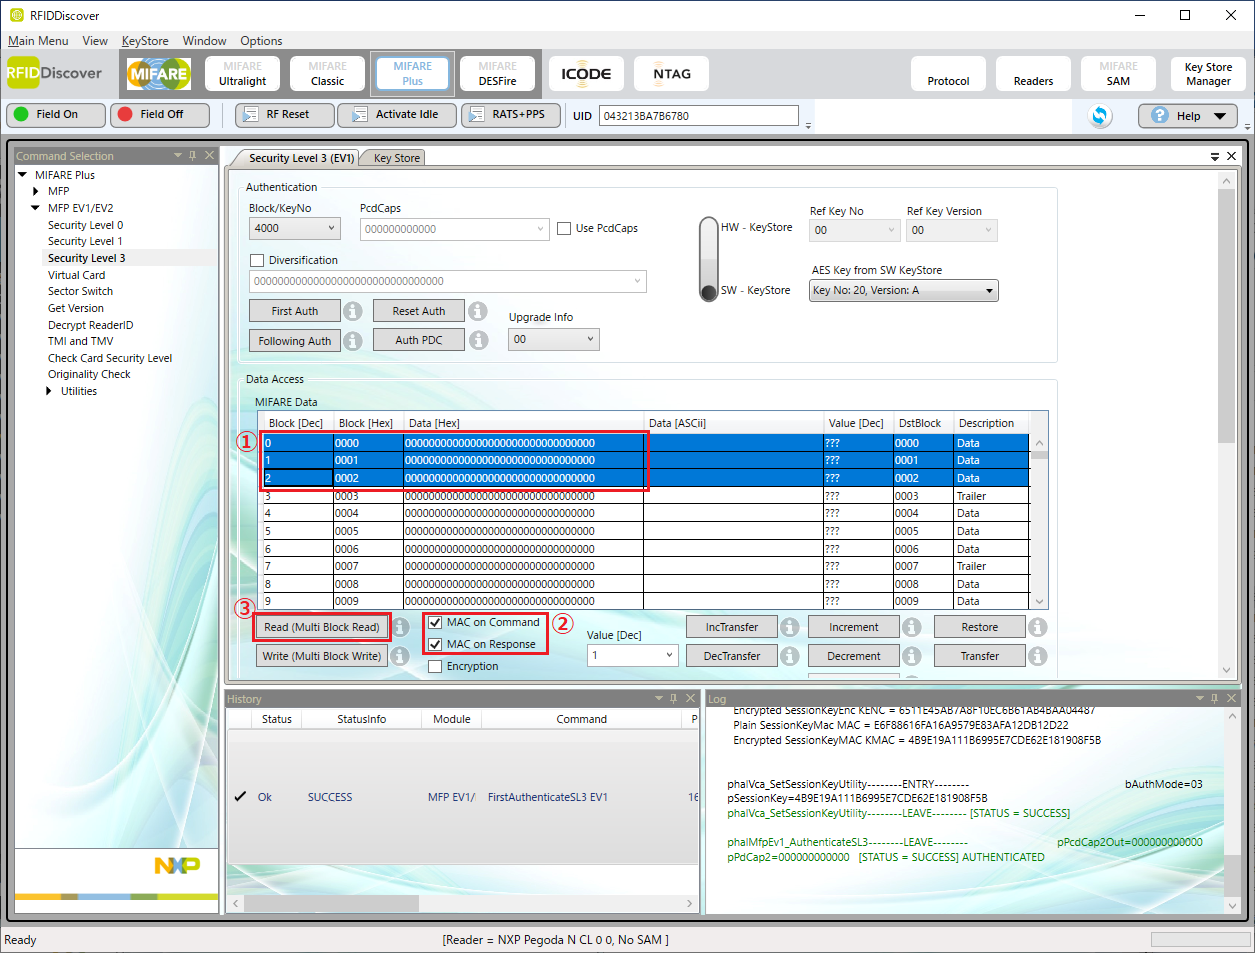 RFIDDiscover
Main Menu View KeyStore Window Options
RFIDDiscover MIFARE MIFARE Ultralight MIFARE Classic MIFARE Plus MIFARE DESFire ICODE NTAG Protocol Readers MIFARE SAM Key Store Manager
Field On Field Off RF Reset Activate Idle RATS+PPS UID 043213BA7B6780 Help
Command Selection
MIFARE Plus
MFP
MFP EV1/EV2
Security Level 0
Security Level 1
Security Level 3
Virtual Card
Sector Switch
Get Version
Decrypt ReaderID
TMI and TMV
Check Card Security Level
Originality Check
Utilities
NXP
Security Level 3 (EV1) Key Store
Authentication
Block/KeyNo PcdCaps Ref Key No Ref Key Version
4000 000000000000 Use PcdCaps HW - KeyStore 00 00
Diversification AES Key from SW KeyStore
00000000000000000000000000000000 SW - KeyStore Key No: 20, Version: A
First Auth Reset Auth Upgrade Info
Following Auth Auth PDC 00
Data Access
MIFARE Data
Block [Dec] Block [Hex] Data [Hex] Data [ASCii] Value [Dec] DstBlock Description
① 0 0000 00000000000000000000000000000000 ??? 0000 Data
1 0001 00000000000000000000000000000000 ??? 0001 Data
2 0002 00000000000000000000000000000000 ??? 0002 Data
3 0003 00000000000000000000000000000000 ??? 0003 Trailer
4 0004 00000000000000000000000000000000 ??? 0004 Data
5 0005 00000000000000000000000000000000 ??? 0005 Data
6 0006 00000000000000000000000000000000 ??? 0006 Data
7 0007 00000000000000000000000000000000 ??? 0007 Trailer
8 0008 00000000000000000000000000000000 ??? 0008 Data
9 0009 00000000000000000000000000000000 ??? 0009 Data
③ Read (Multi Block Read) MAC on Command ② Value [Dec] IncTransfer Increment Restore
Write (Multi Block Write) MAC on Response 1 DecTransfer Decrement Transfer
Encryption
History
Status StatusInfo Module Command P
Ok SUCCESS MFP EV1/ FirstAuthenticateSL3 EV1 16
Log
Encrypted SessionKeyEnc KENC = 6511E45AB7A8F10EC6B61AB4BAA04487
Plain SessionKeyMac MAC = E6F88616FA16A9579E83AFA12DB12D22
Encrypted SessionKeyMAC KMAC = 4B9E19A111B6995E7CDE62E181908F5B
phalVca_SetSessionKeyUtility--------ENTRY-------- bAuthMode=03
pSessionKey=4B9E19A111B6995E7CDE62E181908F5B
phalVca_SetSessionKeyUtility--------LEAVE-------- [STATUS = SUCCESS]
phalMfpEv1_AuthenticateSL3--------LEAVE-------- pPcdCap2Out=000000000000
pPdCap2=000000000000 [STATUS = SUCCESS] AUTHENTICATED
Ready [Reader = NXP Pegoda N CL 0 0, No SAM ]